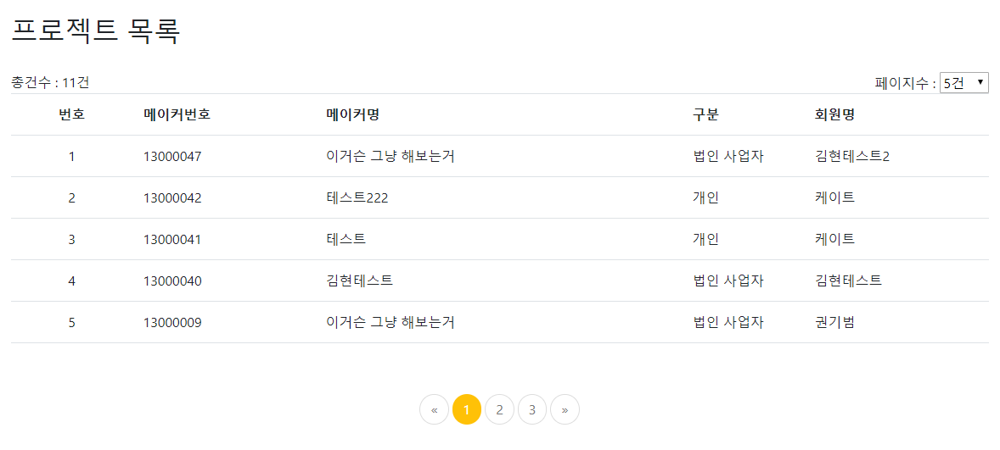 프로젝트 목록
총건수 : 11건 페이지수 : 5건
번호 메이커번호 메이커명 구분 회원명
1 13000047 이거슨 그냥 해보는거 법인 사업자 김현테스트2
2 13000042 테스트222 개인 케이트
3 13000041 테스트 개인 케이트
4 13000040 김현테스트 법인 사업자 김현테스트
5 13000009 이거슨 그냥 해보는거 법인 사업자 권기범
« 1 2 3 »